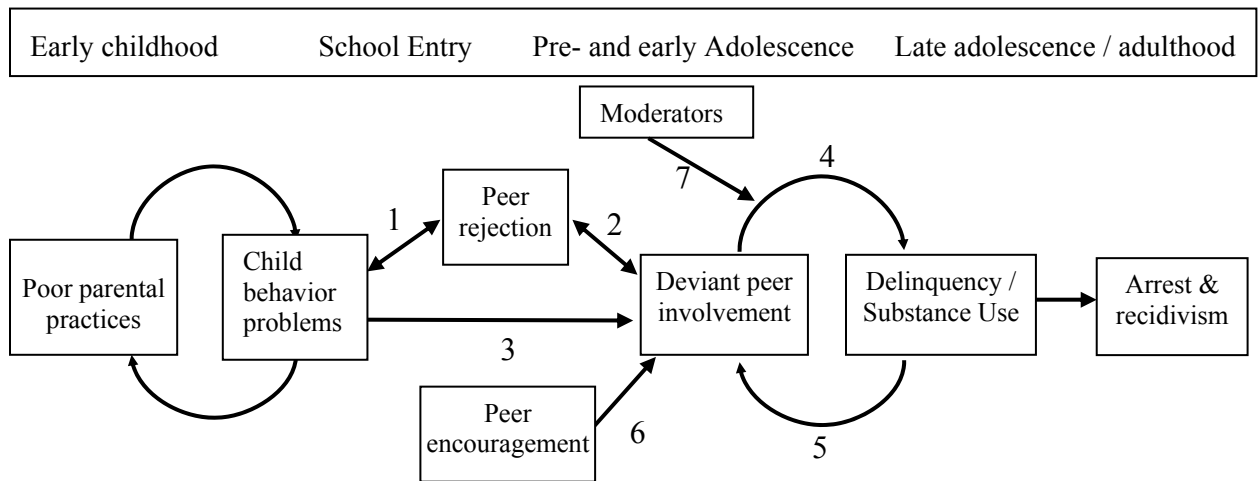 Early childhood School Entry Pre- and early Adolescence Late adolescence / adulthood
Moderators
4
7
Peer
rejection
1
2
Poor parental
practices
Child
behavior
problems
Deviant peer
involvement
Delinquency /
Substance Use
Arrest &
recidivism
3
Peer
encouragement
6
5